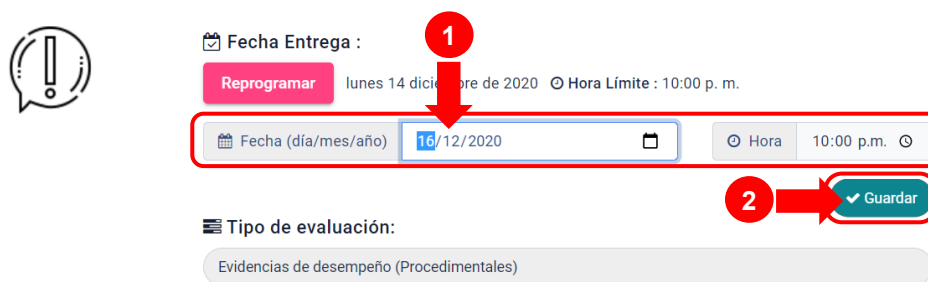 Fecha Entrega :
1
Reprogramar lunes 14 diciembre de 2020 Hora Límite : 10:00 p. m.
Fecha (día/mes/año) 16/12/2020 Hora 10:00 p.m.
2 Guardar
Tipo de evaluación:
Evidencias de desempeño (Procedimentales)